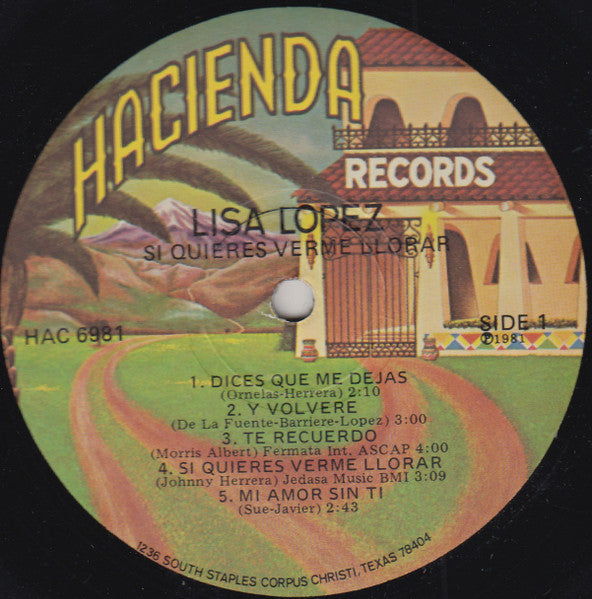 HACIENDA
RECORDS
LISA LOPEZ
SI QUIERES VERME LLORAR
HAC 6981
SIDE 1
℗1981
1. DICES QUE ME DEJAS
(Ornelas-Herrera) 2:10
2. Y VOLVERE
(De La Fuente-Barriere-Lopez) 3:00
3. TE RECUERDO
(Morris Albert) Fermata Int. ASCAP 4:00
4. SI QUIERES VERME LLORAR
(Johnny Herrera) Jedasa Music BMI 3:09
5. MI AMOR SIN TI
(Sue-Javier) 2:43
1236 SOUTH STAPLES CORPUS CHRISTI, TEXAS 78404